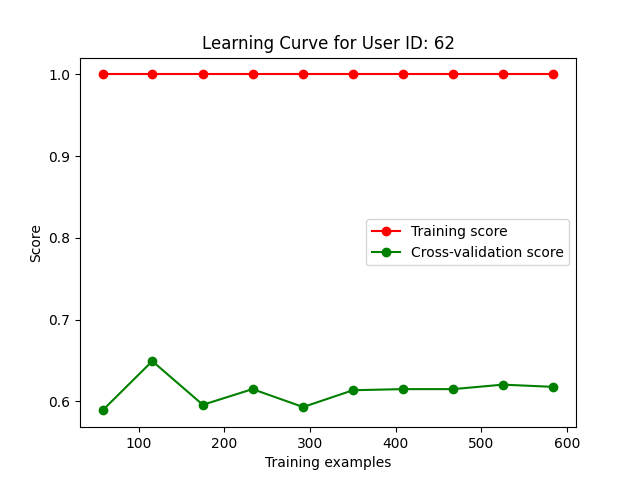 Learning Curve for User ID: 62
1.0
0.9
0.8
0.7
0.6
Score
Training score
Cross-validation score
100 200 300 400 500 600
Training examples